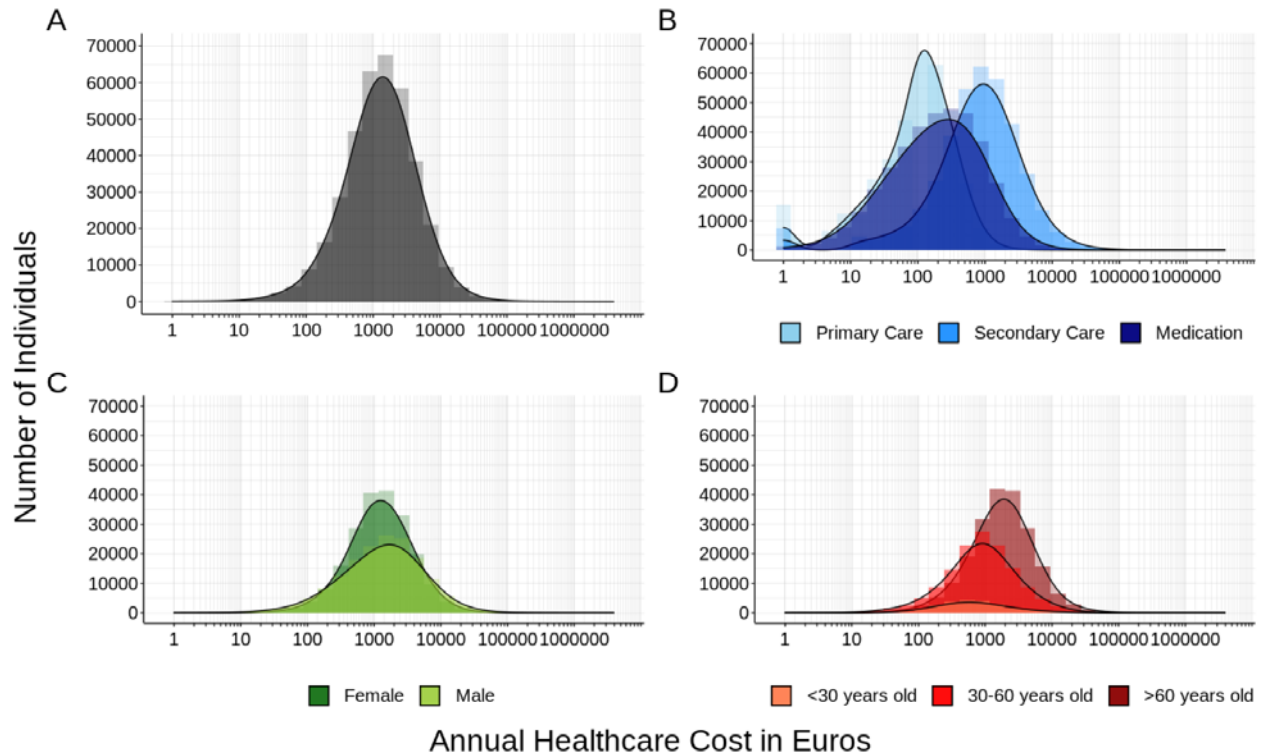 A
70000
60000
50000
40000
30000
20000
10000
0
1 10 100 1000 10000 100000 1000000
B
70000
60000
50000
40000
30000
20000
10000
0
1 10 100 1000 10000 100000 1000000
Primary Care Secondary Care Medication
Number of Individuals
C
70000
60000
50000
40000
30000
20000
10000
0
1 10 100 1000 10000 100000 1000000
Female Male
D
70000
60000
50000
40000
30000
20000
10000
0
1 10 100 1000 10000 100000 1000000
<30 years old 30-60 years old >60 years old
Annual Healthcare Cost in Euros